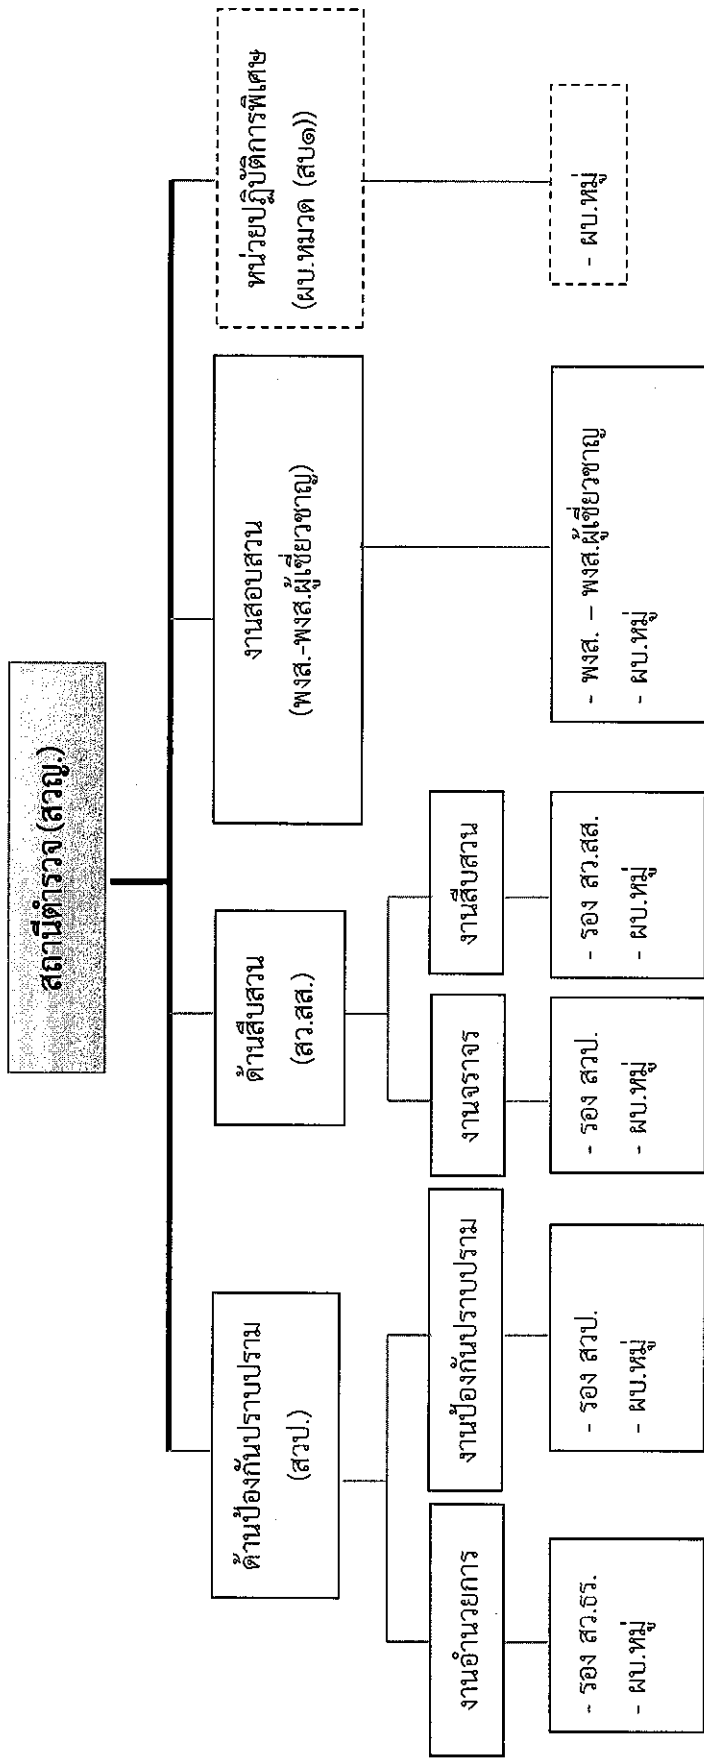 สถานีตำรวจ (สวญ.)
ด้านป้องกันปราบปราม
(สวป.)
ด้านสืบสวน
(สว.สส.)
งานสอบสวน
(พงส.-พงส.ผู้เชี่ยวชาญ)
หน่วยปฏิบัติการพิเศษ
(ผบ.หมวด (สบ๑))
งานอำนวยการ
งานป้องกันปราบปราม
งานจราจร
งานสืบสวน
- รอง สว.ธร.
- ผบ.หมู่
- รอง สวป.
- ผบ.หมู่
- รอง สวป.
- ผบ.หมู่
- รอง สว.สส.
- ผบ.หมู่
- พงส. – พงส.ผู้เชี่ยวชาญ
- ผบ.หมู่
- ผบ.หมู่